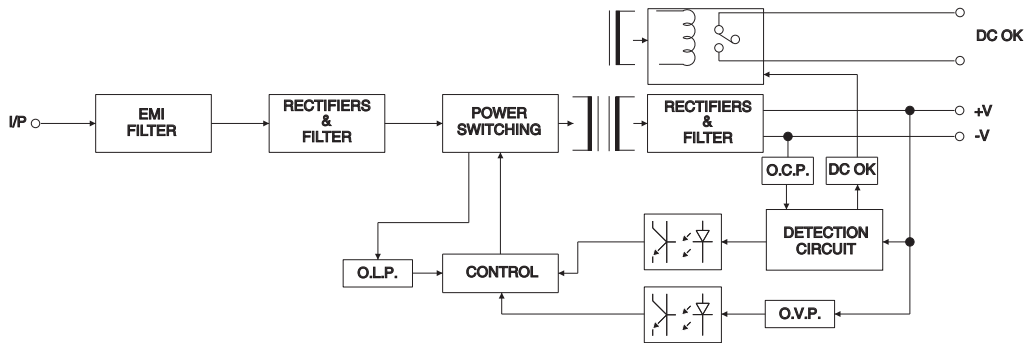 DC OK
I/P
EMI
FILTER
RECTIFIERS
&
FILTER
POWER
SWITCHING
RECTIFIERS
&
FILTER
+V
-V
O.C.P.
DC OK
DETECTION
CIRCUIT
O.L.P.
CONTROL
O.V.P.